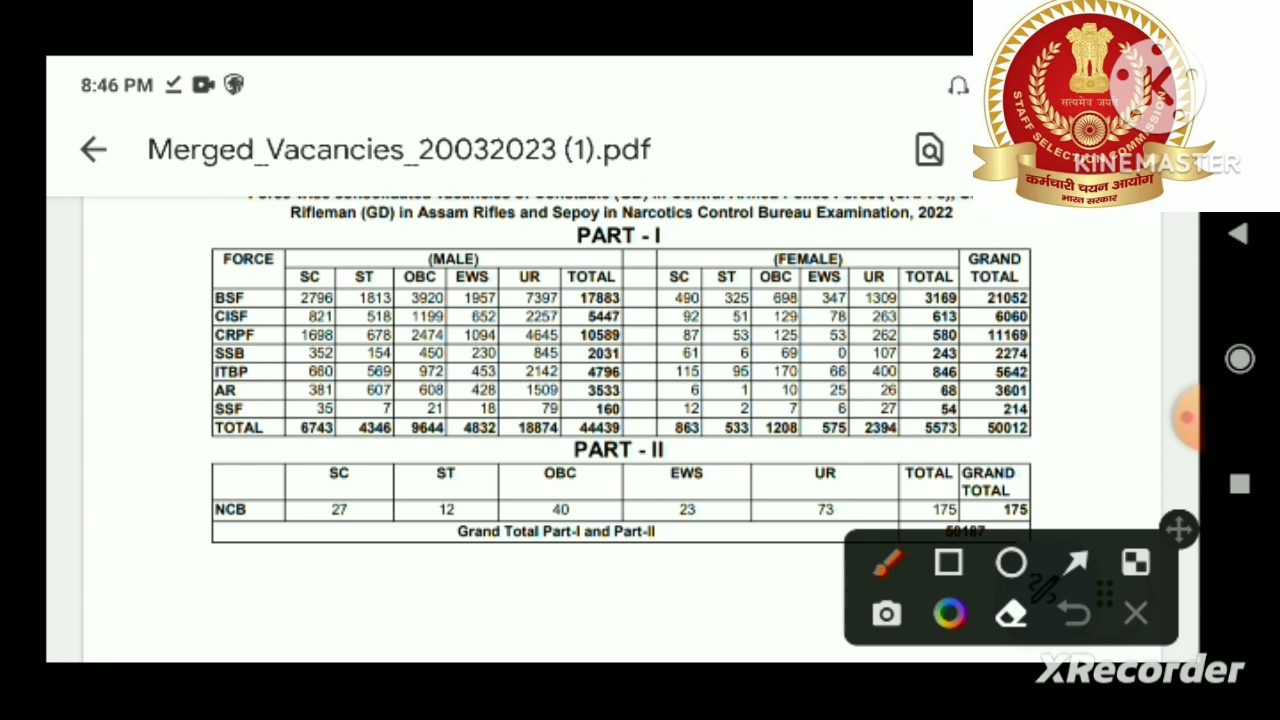 8:46 PM
Merged_Vacancies_20032023 (1).pdf
सत्यमेव जयते
STAFF SELECTION COMMISSION
KINEMASTER
कर्मचारी चयन आयोग
भारत सरकार
Rifleman (GD) in Assam Rifles and Sepoy in Narcotics Control Bureau Examination, 2022
PART - I
FORCE (MALE) (FEMALE) GRAND TOTAL
SC ST OBC EWS UR TOTAL SC ST OBC EWS UR TOTAL
BSF 2796 1813 3920 1957 7397 17883 490 325 698 347 1309 3169 21052
CISF 821 518 1199 652 2257 5447 92 51 129 78 263 613 6060
CRPF 1698 678 2474 1094 4645 10589 87 53 125 53 262 580 11169
SSB 352 154 450 230 845 2031 61 6 69 0 107 243 2274
ITBP 660 569 972 453 2142 4796 115 95 170 66 400 846 5642
AR 381 607 608 428 1509 3533 6 1 10 25 26 68 3601
SSF 35 7 21 18 79 160 12 2 7 6 27 54 214
TOTAL 6743 4346 9644 4832 18874 44439 863 533 1208 575 2394 5573 50012
PART - II
SC ST OBC EWS UR TOTAL GRAND TOTAL
NCB 27 12 40 23 73 175 175
Grand Total Part-I and Part-II 50187
XRecorder